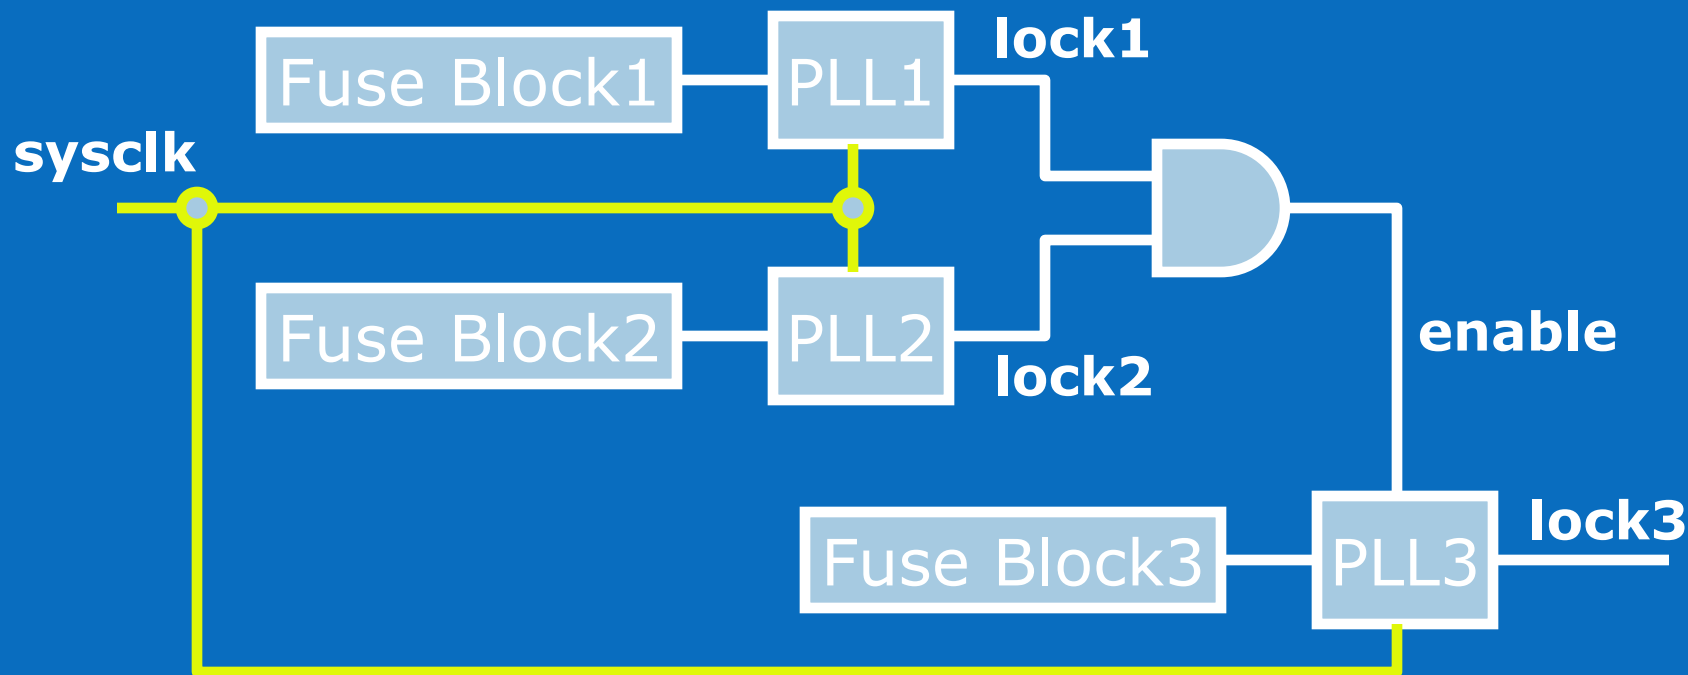 lock1
Fuse Block1
PLL1
sysclk
Fuse Block2
PLL2
lock2
enable
lock3
Fuse Block3
PLL3